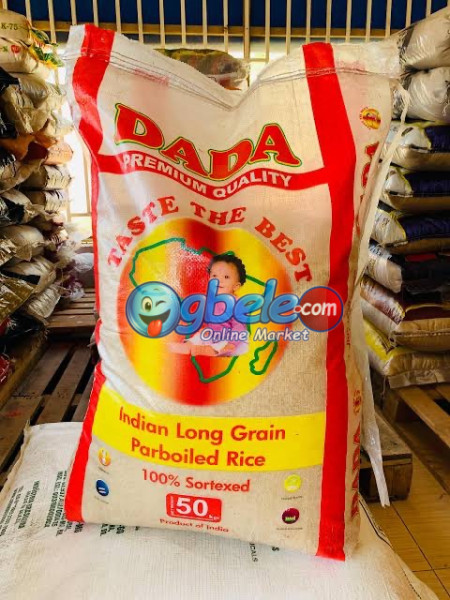 DADA
PREMIUM QUALITY
TASTE THE BEST
Ogbele.com
Online Market
Indian Long Grain
Parboiled Rice
100% Sortexed
50
Product of India
DADA